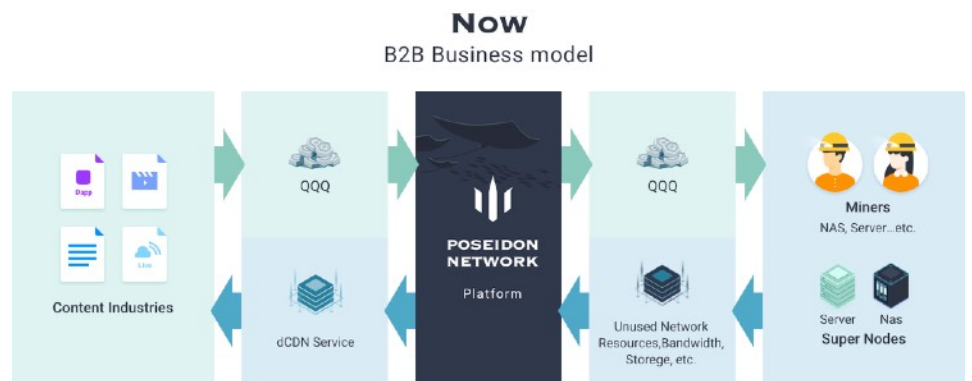 Now
B2B Business model
Dapp
Live
Content Industries
QQQ
dCDN Service
POSEIDON
NETWORK
Platform
QQQ
Unused Network
Resources,Bandwidth,
Storege, etc.
Miners
NAS, Server...etc.
Server
Nas
Super Nodes